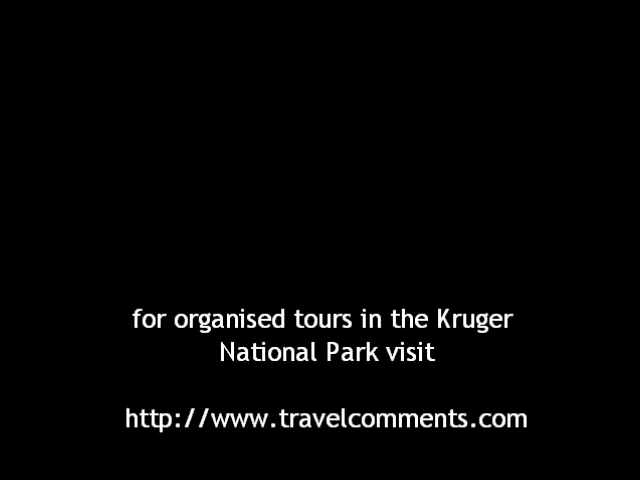 for organised tours in the Kruger
National Park visit
http://www.travelcomments.com